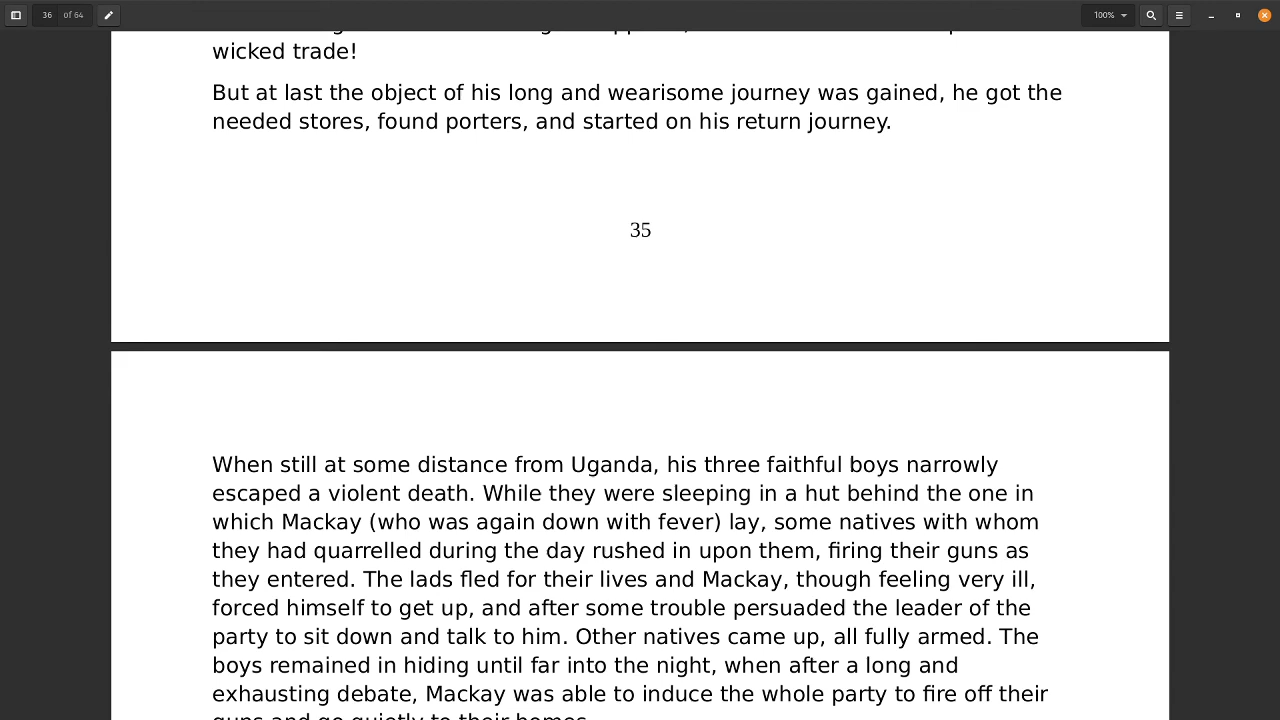 36 of 64
100%
wicked trade!
But at last the object of his long and wearisome journey was gained, he got the
needed stores, found porters, and started on his return journey.
35
When still at some distance from Uganda, his three faithful boys narrowly
escaped a violent death. While they were sleeping in a hut behind the one in
which Mackay (who was again down with fever) lay, some natives with whom
they had quarrelled during the day rushed in upon them, firing their guns as
they entered. The lads fled for their lives and Mackay, though feeling very ill,
forced himself to get up, and after some trouble persuaded the leader of the
party to sit down and talk to him. Other natives came up, all fully armed. The
boys remained in hiding until far into the night, when after a long and
exhausting debate, Mackay was able to induce the whole party to fire off their
guns and go quietly to their homes.